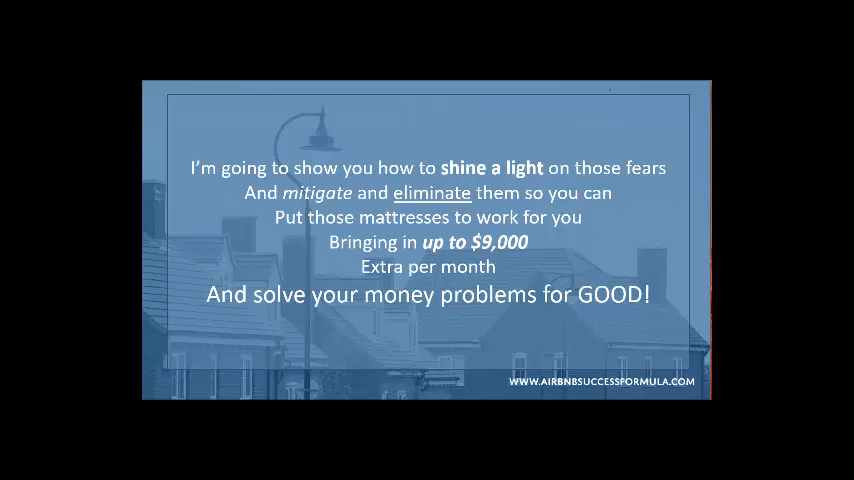 I'm going to show you how to shine a light on those fears
And mitigate and eliminate them so you can
Put those mattresses to work for you
Bringing in up to $9,000
Extra per month
And solve your money problems for GOOD!
WWW.AIRBNBSUCCESSFORMULA.COM